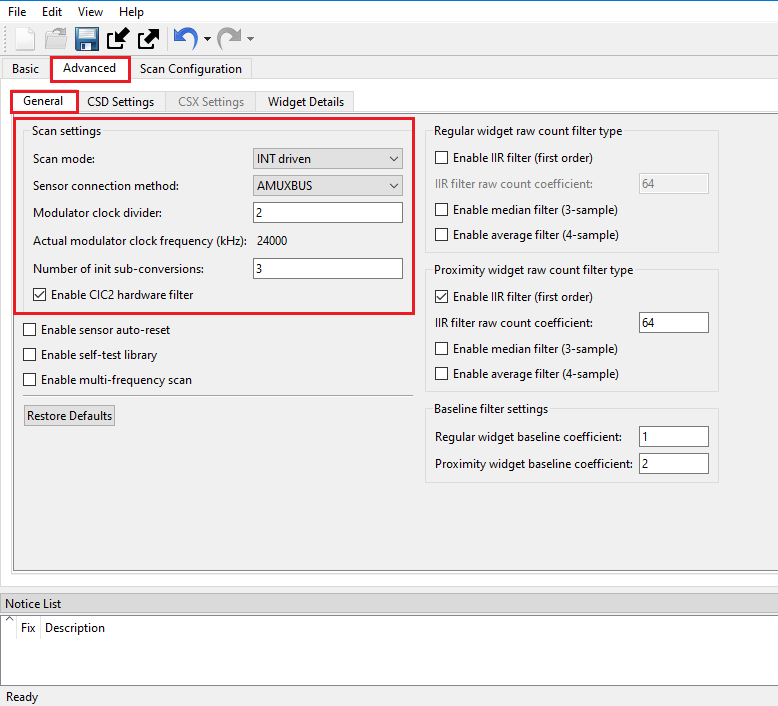 File Edit View Help
Basic Advanced Scan Configuration
General CSD Settings CSX Settings Widget Details
Scan settings
Scan mode: INT driven
Sensor connection method: AMUXBUS
Modulator clock divider: 2
Actual modulator clock frequency (kHz): 24000
Number of init sub-conversions: 3
Enable CIC2 hardware filter
Enable sensor auto-reset
Enable self-test library
Enable multi-frequency scan
Restore Defaults
Regular widget raw count filter type
Enable IIR filter (first order)
IIR filter raw count coefficient: 64
Enable median filter (3-sample)
Enable average filter (4-sample)
Proximity widget raw count filter type
Enable IIR filter (first order)
IIR filter raw count coefficient: 64
Enable median filter (3-sample)
Enable average filter (4-sample)
Baseline filter settings
Regular widget baseline coefficient: 1
Proximity widget baseline coefficient: 2
Notice List
Fix Description
Ready